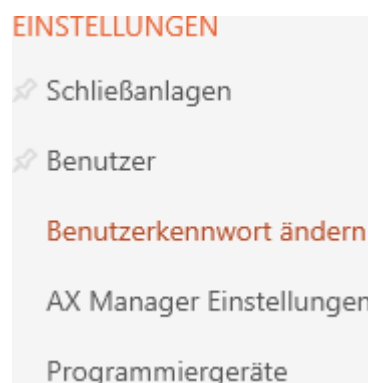 EINSTELLUNGEN
Schließanlagen
Benutzer
Benutzerkennwort ändern
AX Manager Einstellungen
Programmiergeräte